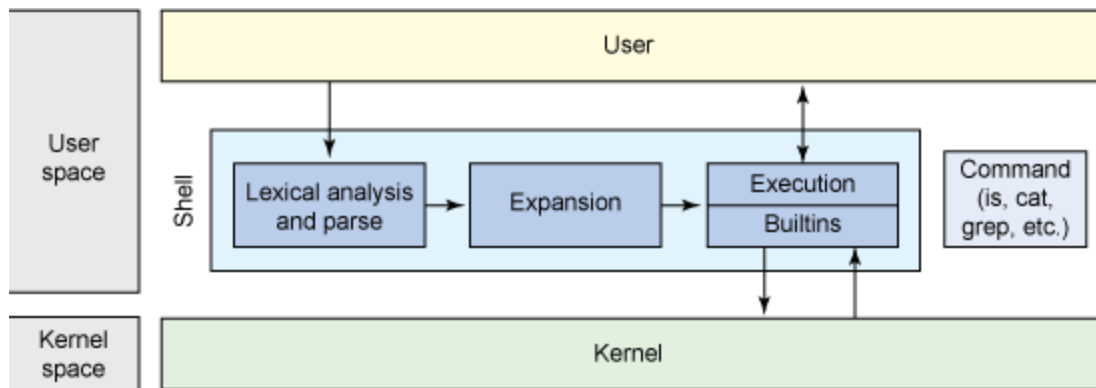 User
User
space
Shell
Lexical analysis
and parse
Expansion
Execution
Builtins
Command
(is, cat,
grep, etc.)
Kernel
space
Kernel